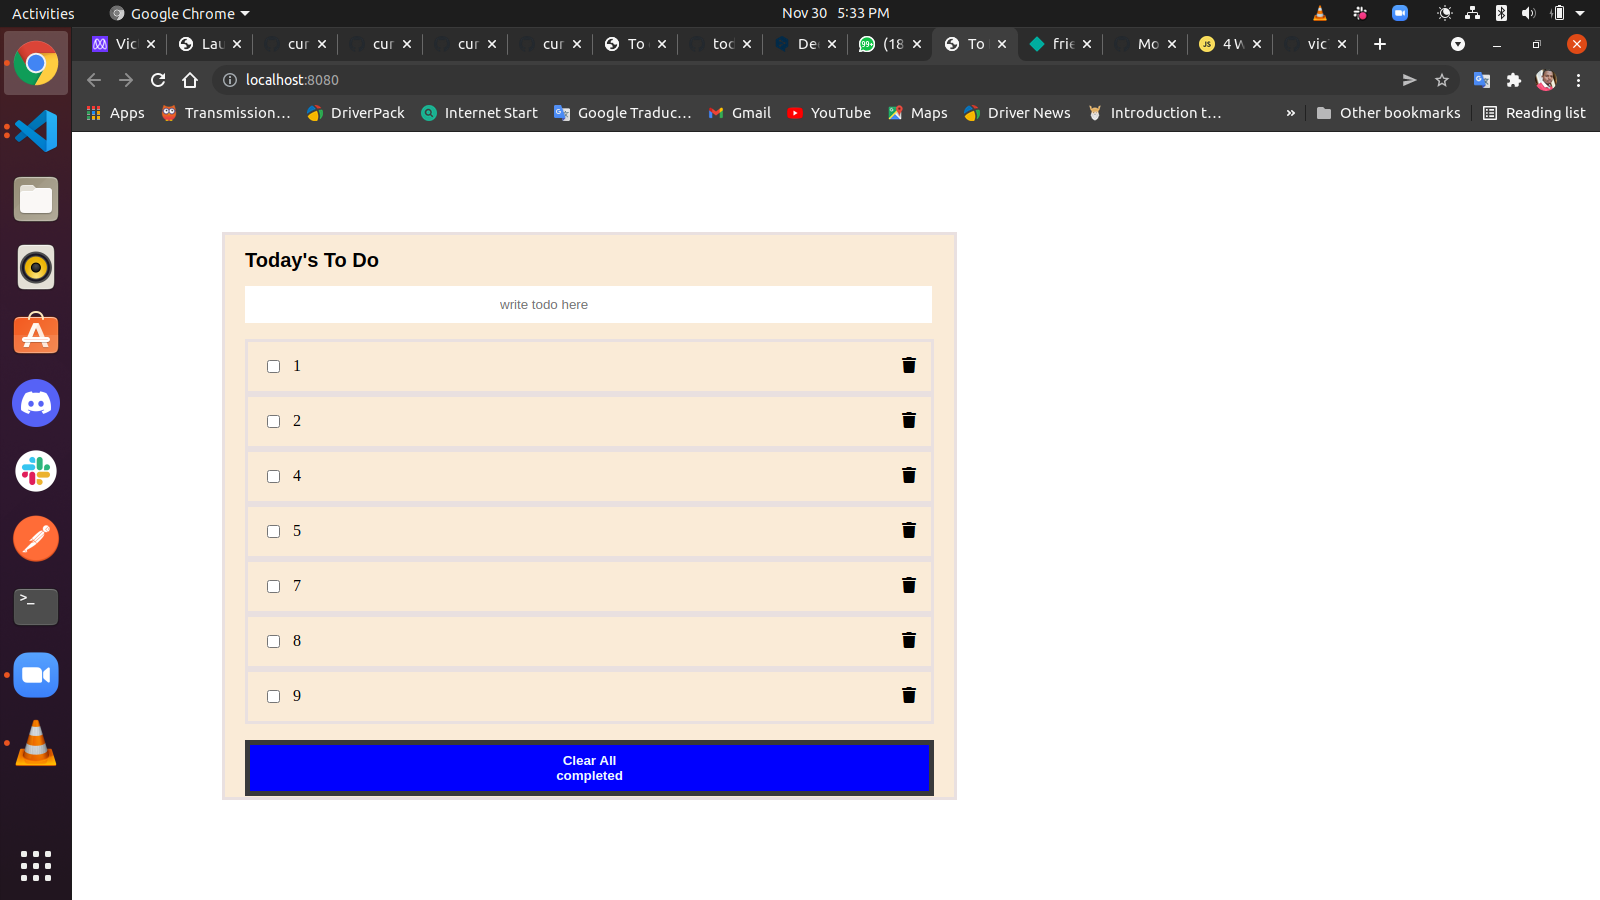 Activities
Google Chrome
Nov 30 5:33 PM
Vic
Lau
cur
cur
cur
cur
To
tod
De
99+
(18
To
frie
Mo
JS
4 W
vic
localhost:8080
Apps
Transmission…
DriverPack
Internet Start
Google Traduc…
Gmail
YouTube
Maps
Driver News
Introduction t…
»
Other bookmarks
Reading list
Today's To Do
write todo here
1
2
4
5
7
8
9
Clear All
completed